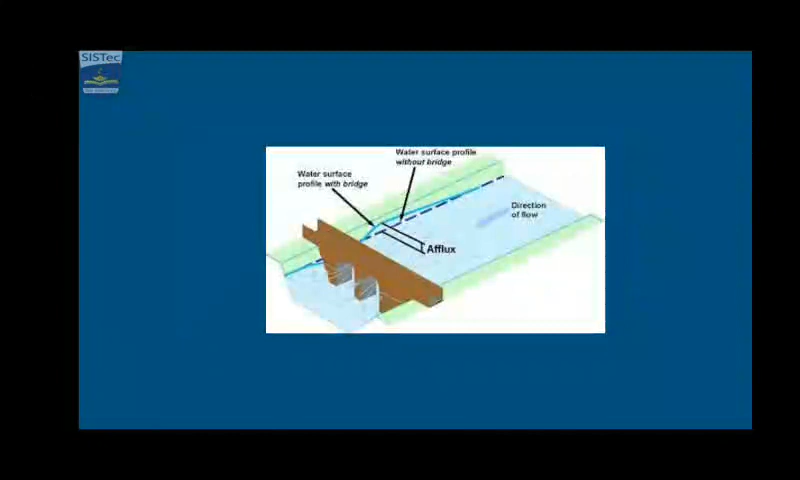 SISTec
Water surface profile
without bridge
Water surface
profile with bridge
Direction
of flow
Afflux